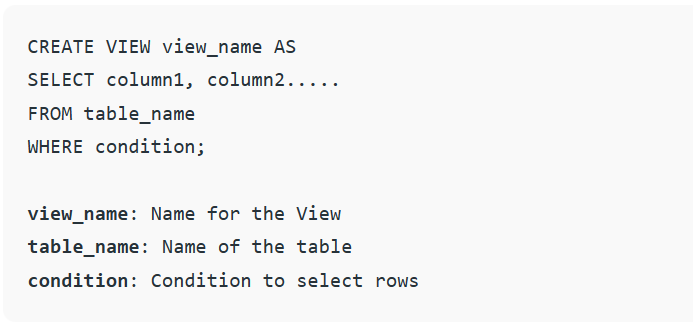 CREATE VIEW view_name AS
SELECT column1, column2.....
FROM table_name
WHERE condition;
view_name: Name for the View
table_name: Name of the table
condition: Condition to select rows